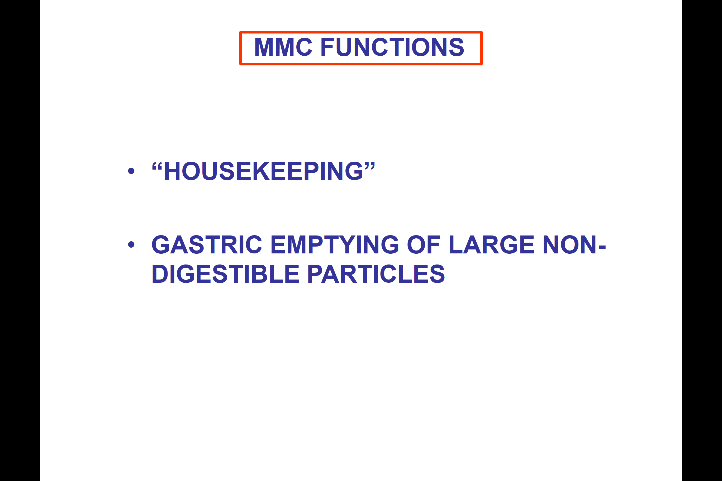 MMC FUNCTIONS
• “HOUSEKEEPING”
• GASTRIC EMPTYING OF LARGE NON-
DIGESTIBLE PARTICLES